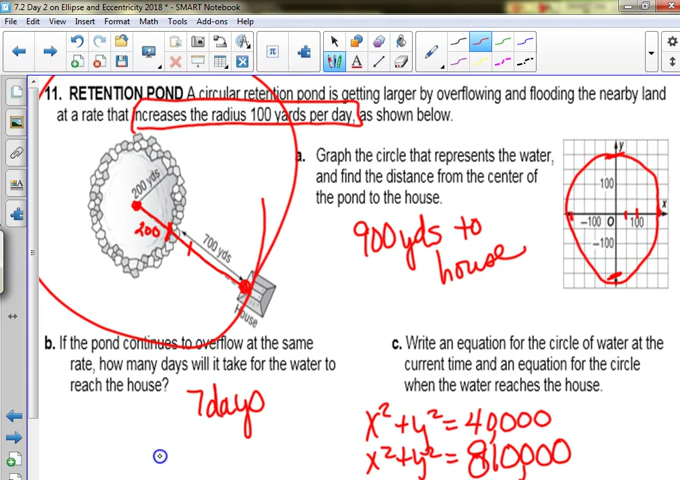 7.2 Day 2 on Ellipse and Eccentricity 2018 * - SMART Notebook
File Edit View Insert Format Tools Add-ons Help
11. RETENTION POND A circular retention pond is getting larger by overflowing and flooding the nearby land
at a rate that increases the radius 100 yards per day, as shown below.
200 yds
200
700 yds
House
a. Graph the circle that represents the water,
and find the distance from the center of
the pond to the house.
900 yds to
house
y
100
x
-100 O 100
-100
b. If the pond continues to overflow at the same
rate, how many days will it take for the water to
reach the house?
7 days
c. Write an equation for the circle of water at the
current time and an equation for the circle
when the water reaches the house.
x² + y² = 40,000
x² + y² = 810,000